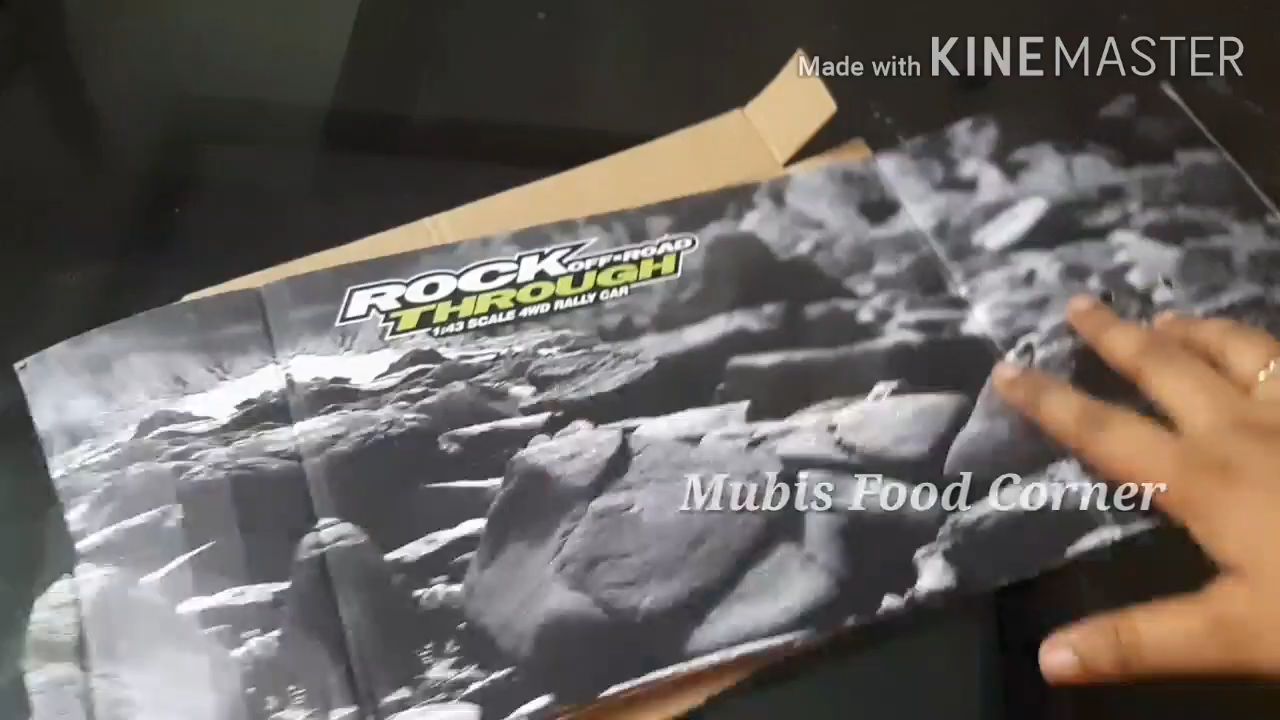 Made with KINEMASTER
ROCK OFF·ROAD
THROUGH
1:43 SCALE 4WD RALLY CAR
Mubis Food Corner